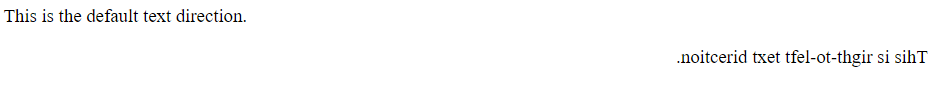 This is the default text direction.
.noitcerid txet tfel-ot-thgir si sihT